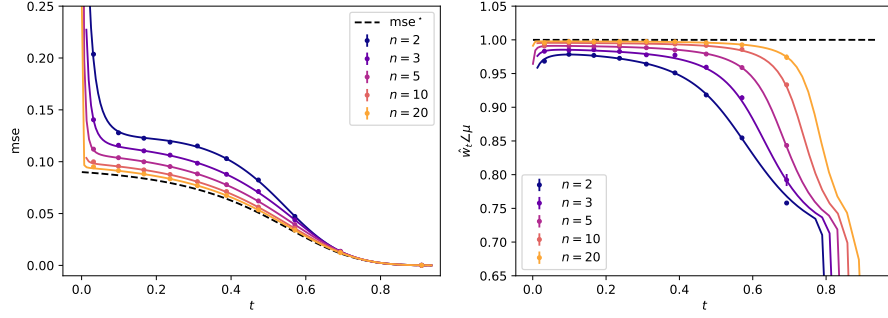 0.25
0.20
0.15
0.10
0.05
0.00
mse
0.0 0.2 0.4 0.6 0.8
t
mse*
n = 2
n = 3
n = 5
n = 10
n = 20
1.05
1.00
0.95
0.90
0.85
0.80
0.75
0.70
0.65
ŵₜ∠μ
0.0 0.2 0.4 0.6 0.8
t
n = 2
n = 3
n = 5
n = 10
n = 20